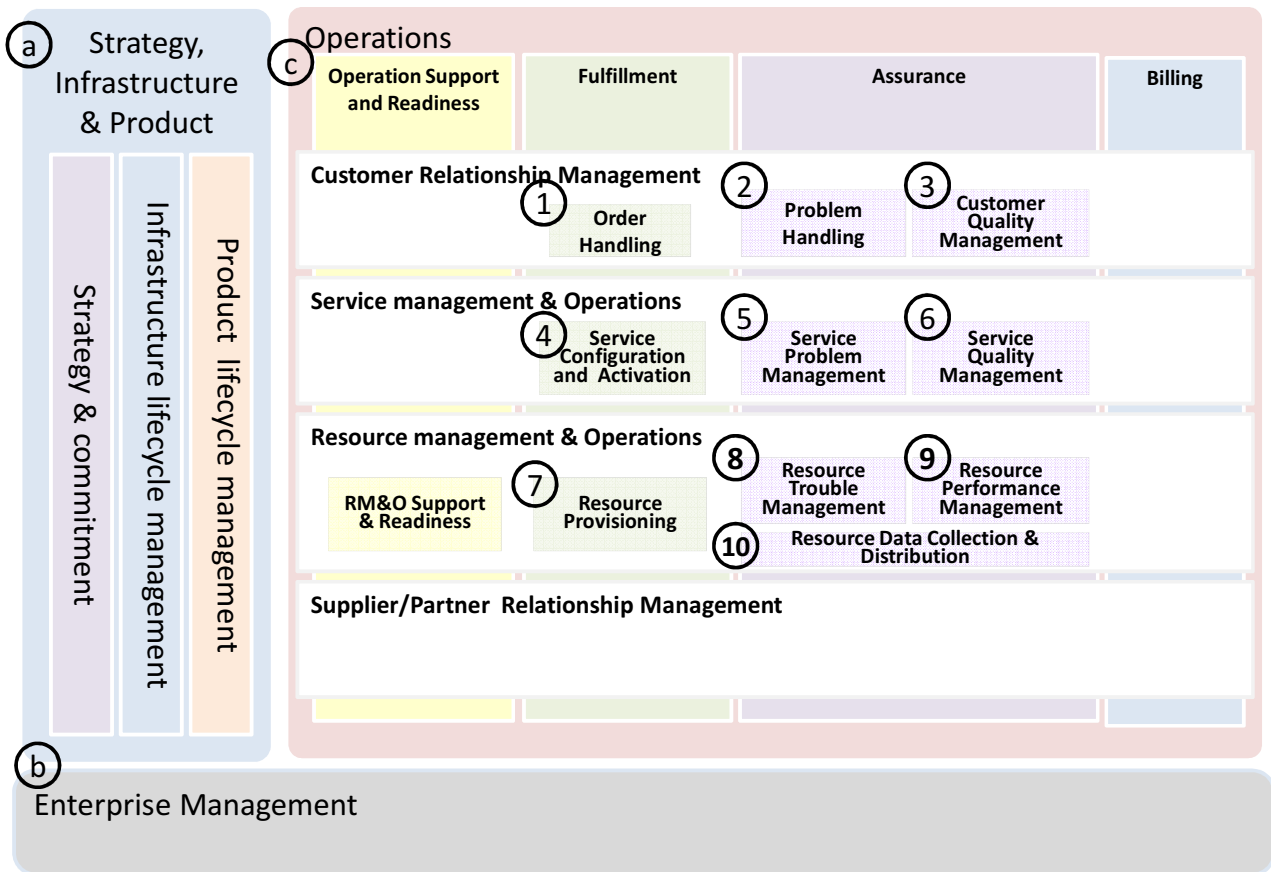 a
Strategy,
Infrastructure
& Product
Strategy & commitment
Infrastructure lifecycle management
Product lifecycle management
c
Operations
Operation Support
and Readiness
Fulfillment
Assurance
Billing
Customer Relationship Management
1
Order
Handling
2
Problem
Handling
3
Customer
Quality
Management
Service management & Operations
4
Service
Configuration
and Activation
5
Service
Problem
Management
6
Service
Quality
Management
Resource management & Operations
RM&O Support
& Readiness
7
Resource
Provisioning
8
Resource
Trouble
Management
9
Resource
Performance
Management
10
Resource Data Collection &
Distribution
Supplier/Partner Relationship Management
b
Enterprise Management